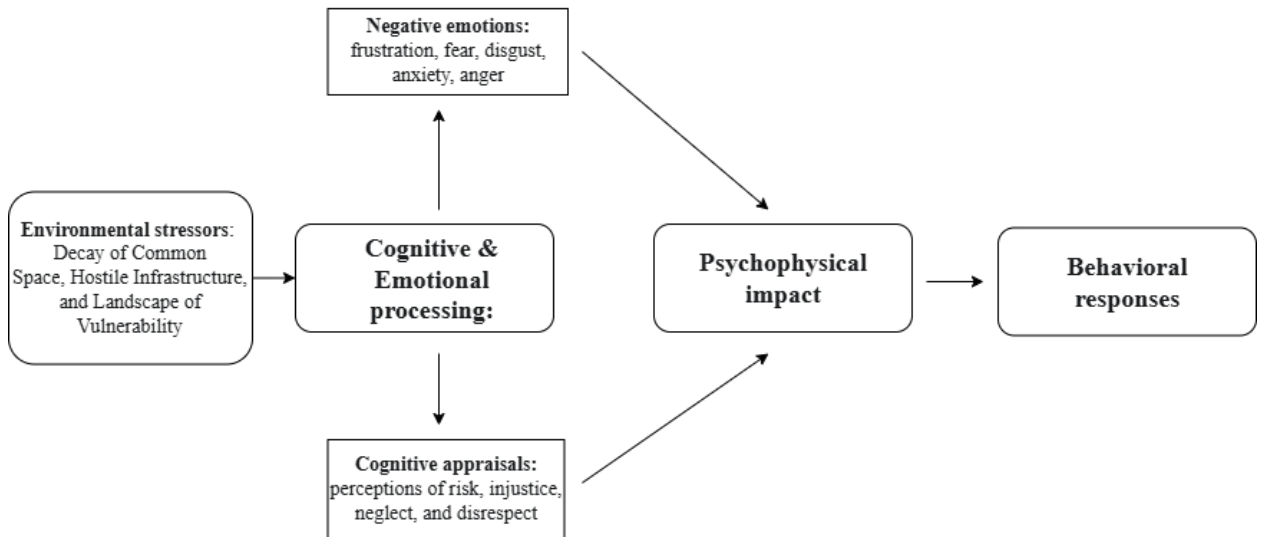 Negative emotions:
frustration, fear, disgust,
anxiety, anger
Environmental stressors:
Decay of Common
Space, Hostile Infrastructure,
and Landscape of
Vulnerability
Cognitive &
Emotional
processing:
Psychophysical
impact
Behavioral
responses
Cognitive appraisals:
perceptions of risk, injustice,
neglect, and disrespect